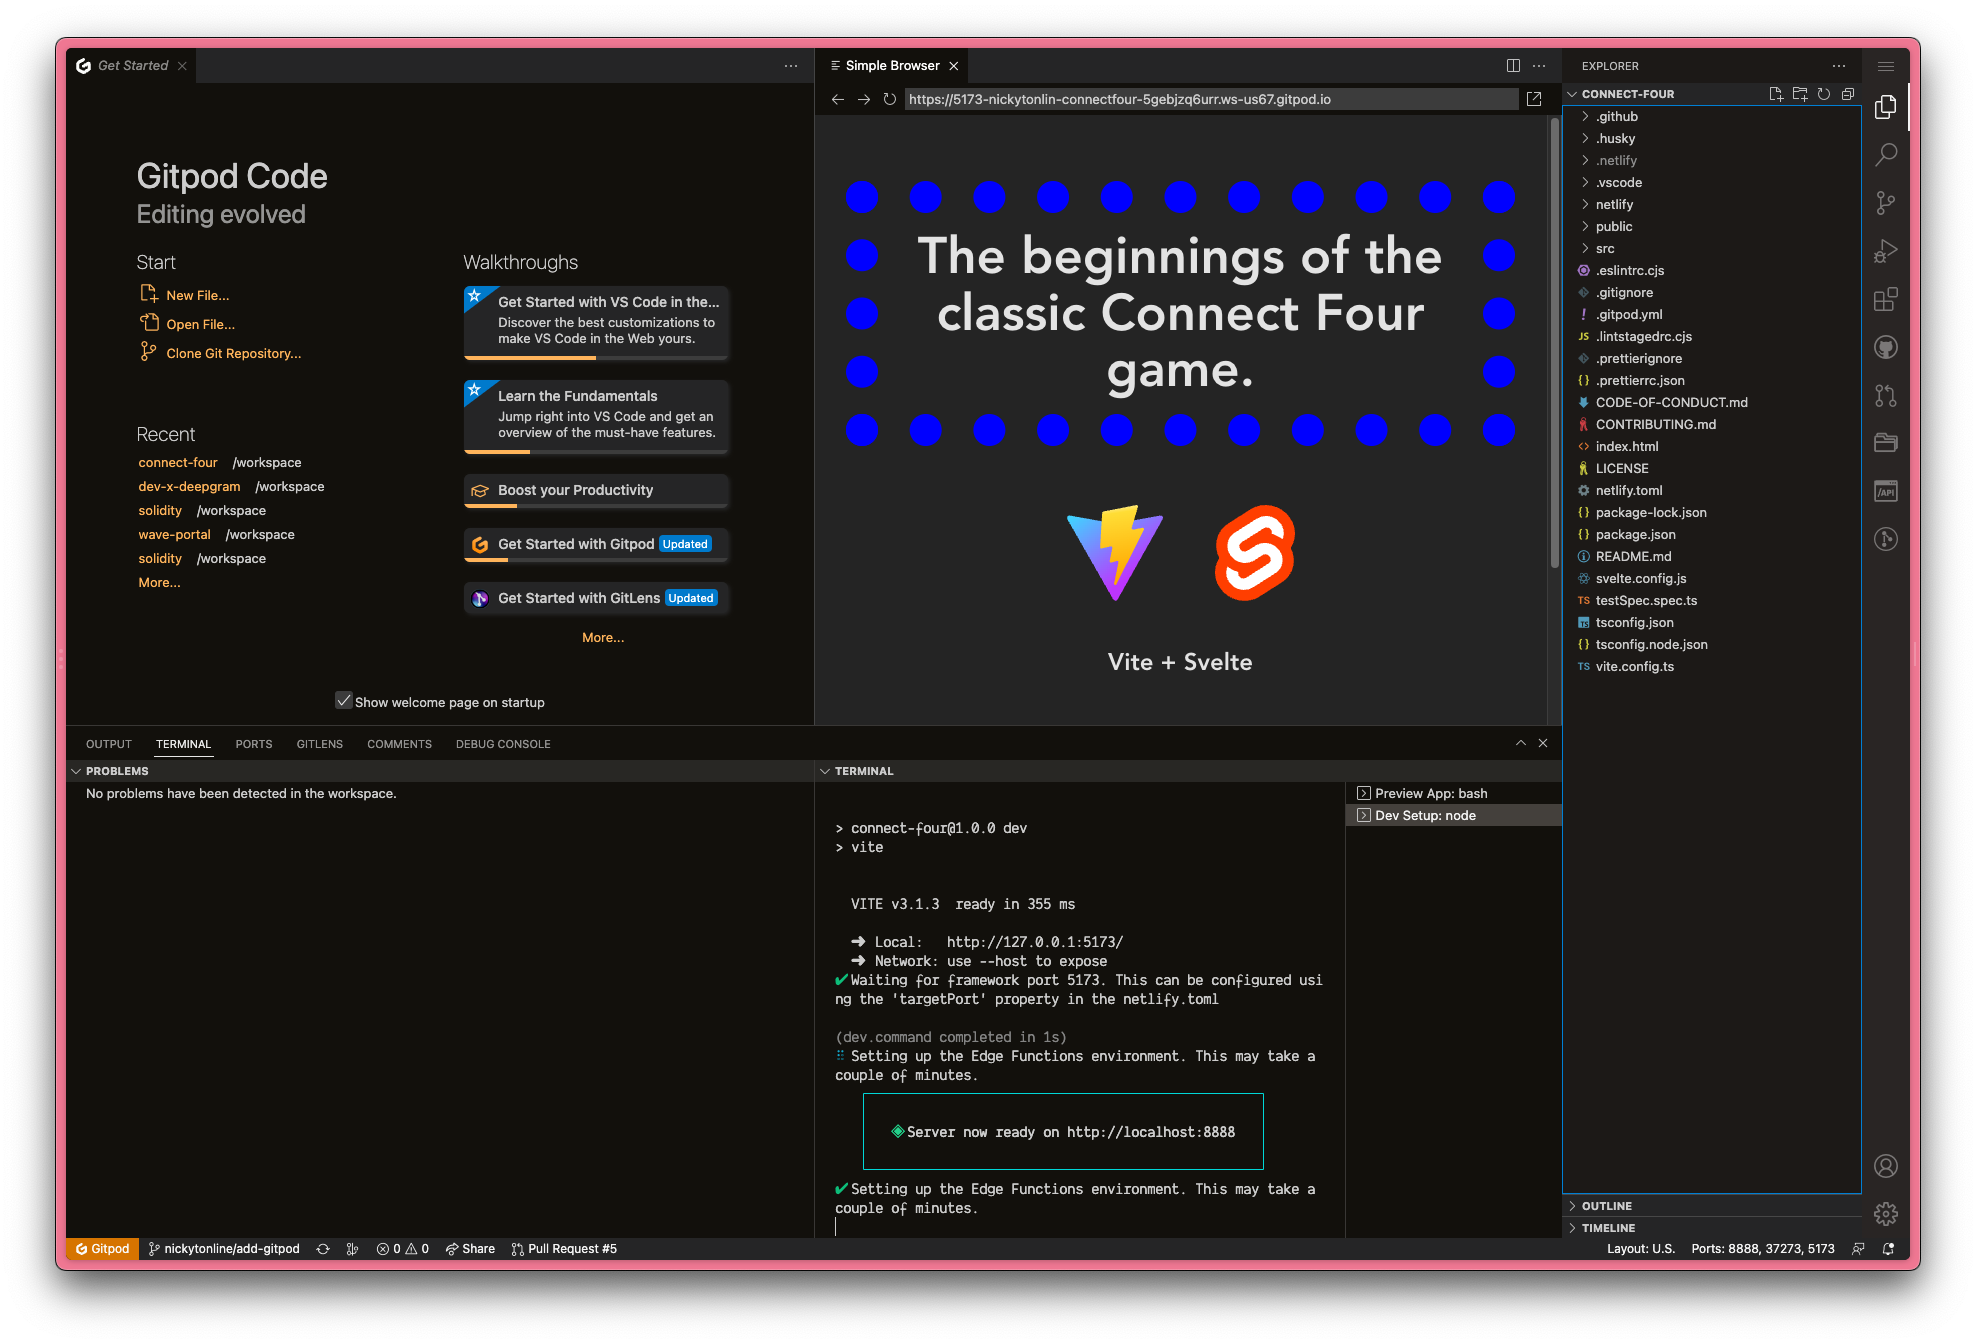 Get Started
Gitpod Code
Editing evolved
Start
New File...
Open File...
Clone Git Repository...
Recent
connect-four /workspace
dev-x-deepgram /workspace
solidity /workspace
wave-portal /workspace
solidity /workspace
More...
Walkthroughs
Get Started with VS Code in the...
Discover the best customizations to
make VS Code in the Web yours.
Learn the Fundamentals
Jump right into VS Code and get an
overview of the must-have features.
Boost your Productivity
Get Started with Gitpod Updated
Get Started with GitLens Updated
More...
Show welcome page on startup
Simple Browser
https://5173-nickytonlin-connectfour-5gebjzq6urr.ws-us67.gitpod.io
The beginnings of the
classic Connect Four
game.
Vite + Svelte
EXPLORER
CONNECT-FOUR
.github
.husky
.netlify
.vscode
netlify
public
src
.eslintrc.cjs
.gitignore
! .gitpod.yml
JS .lintstagedrc.cjs
.prettierignore
{} .prettierrc.json
CODE-OF-CONDUCT.md
CONTRIBUTING.md
<> index.html
LICENSE
netlify.toml
{} package-lock.json
{} package.json
README.md
svelte.config.js
TS testSpec.spec.ts
TS tsconfig.json
{} tsconfig.node.json
TS vite.config.ts
OUTLINE
TIMELINE
/API
OUTPUT TERMINAL PORTS GITLENS COMMENTS DEBUG CONSOLE
PROBLEMS
No problems have been detected in the workspace.
TERMINAL
> connect-four@1.0.0 dev
> vite
VITE v3.1.3 ready in 355 ms
➜ Local: http://127.0.0.1:5173/
➜ Network: use --host to expose
✔Waiting for framework port 5173. This can be configured usi
ng the 'targetPort' property in the netlify.toml
(dev.command completed in 1s)
⠿ Setting up the Edge Functions environment. This may take a
couple of minutes.
◈Server now ready on http://localhost:8888
✔Setting up the Edge Functions environment. This may take a
couple of minutes.
Preview App: bash
Dev Setup: node
Gitpod nickytonline/add-gitpod 0 0 Share Pull Request #5
Layout: U.S. Ports: 8888, 37273, 5173